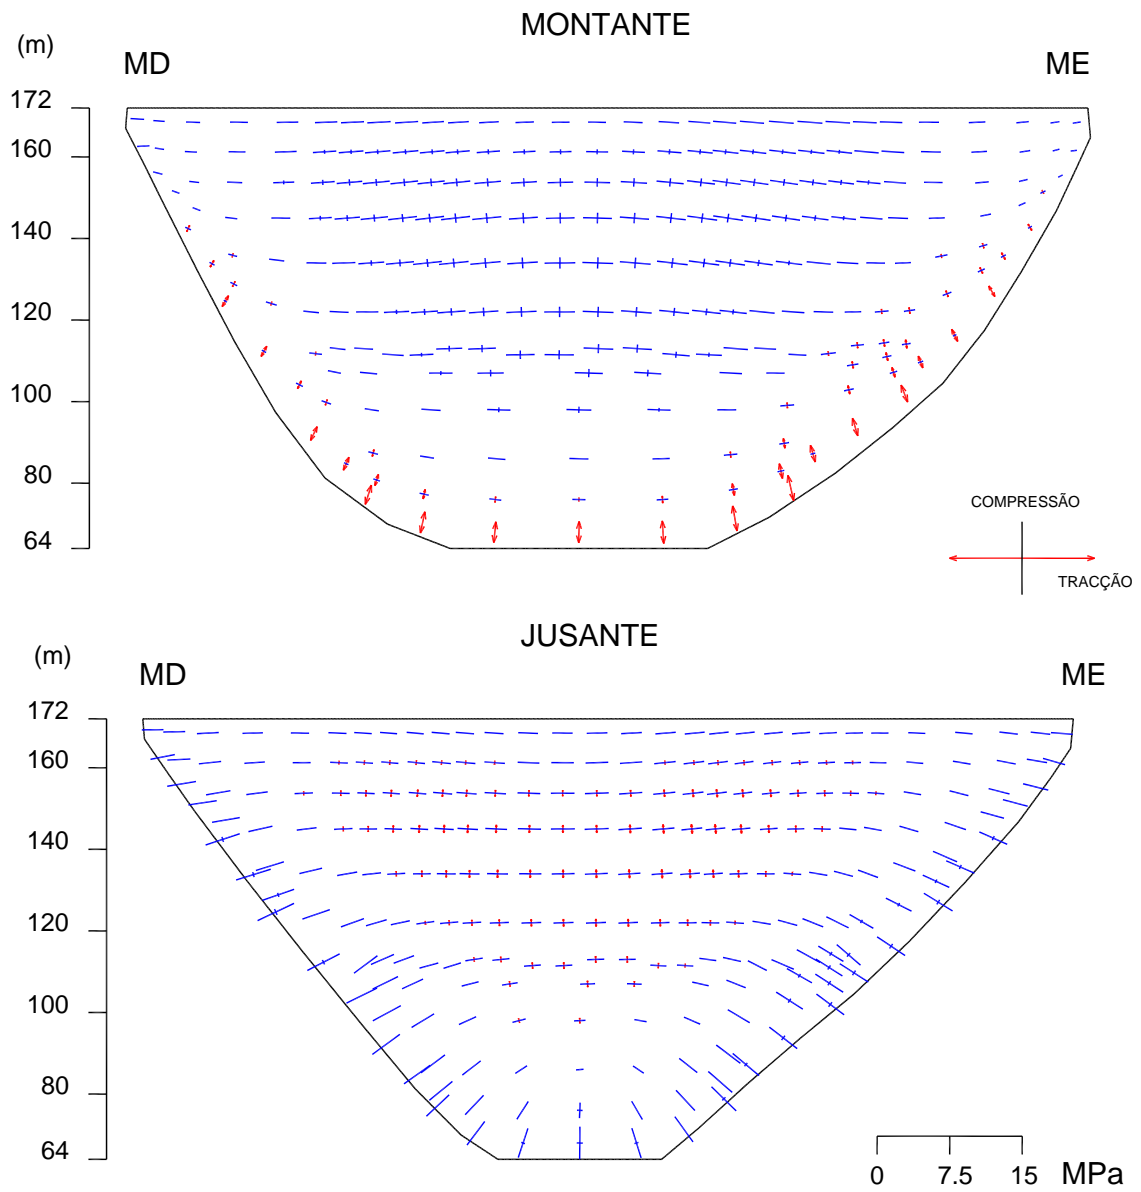 MONTANTE
(m)
MD
ME
172
160
140
120
100
80
64
COMPRESSÃO
TRACÇÃO
JUSANTE
(m)
MD
ME
172
160
140
120
100
80
64
0 7.5 15 MPa